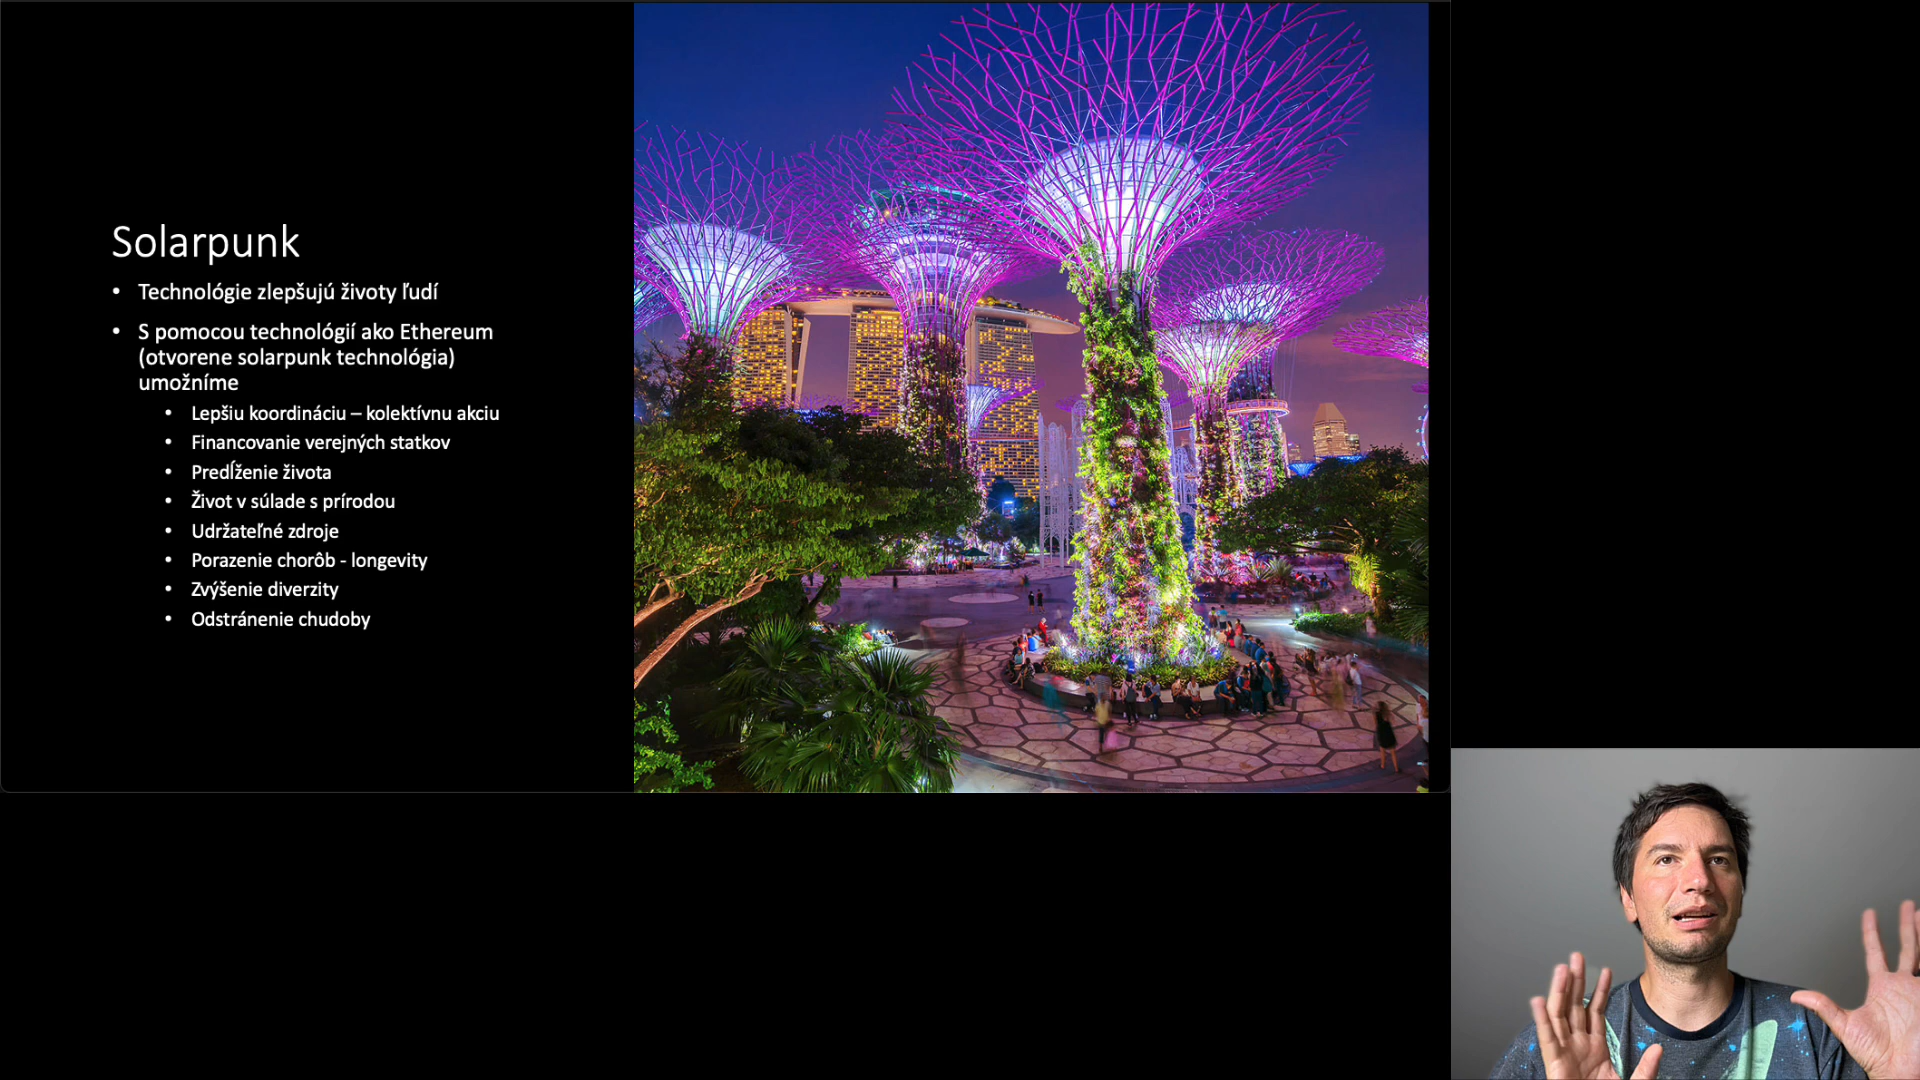 Solarpunk
• Technológie zlepšujú životy ľudí
• S pomocou technológií ako Ethereum
(otvorene solarpunk technológia)
umožníme
• Lepšiu koordináciu – kolektívnu akciu
• Financovanie verejných statkov
• Predĺženie života
• Život v súlade s prírodou
• Udržateľné zdroje
• Porazenie chorôb - longevity
• Zvýšenie diverzity
• Odstránenie chudoby